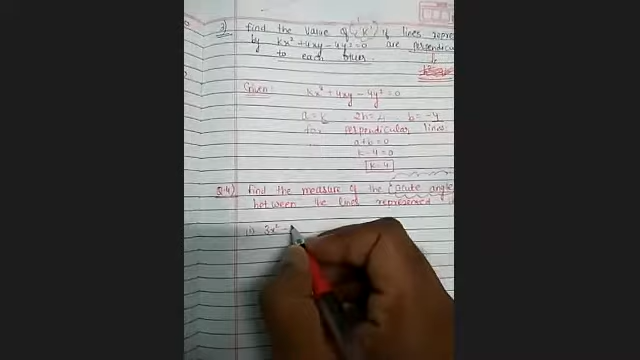 3) find the value of 'k' if lines
by kx² + 4xy - 4y² = 0 are
to each other.
Given: kx² + 4xy - 4y² = 0
a = k 2h = 4 b = -4
for perpendicular lines:
a + b = 0
k - 4 = 0
k = 4
Q.4) find the measure of the acute angle
between the lines represented
(i) 3x² -